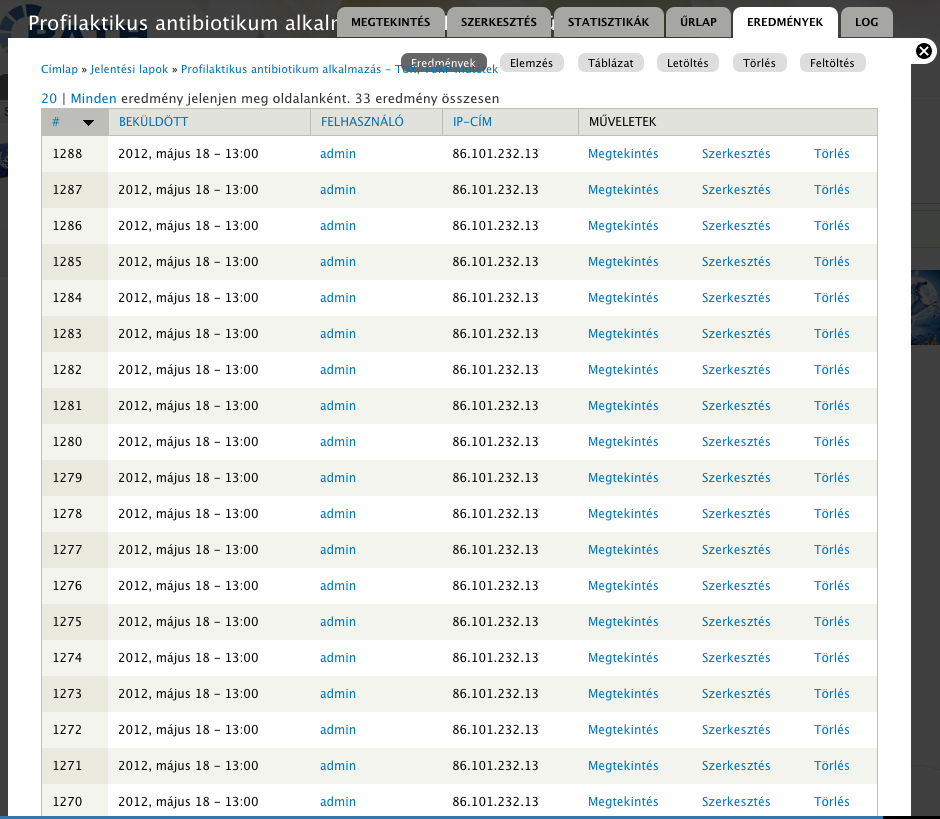 Profilaktikus antibiotikum alkalm
MEGTEKINTÉS SZERKESZTÉS STATISZTIKÁK ŰRLAP EREDMÉNYEK LOG
Eredmények Elemzés Táblázat Letöltés Törlés Feltöltés
Címlap » Jelentési lapok » Profilaktikus antibiotikum alkalmazás –
20 | Minden eredmény jelenjen meg oldalanként. 33 eredmény összesen
# BEKÜLDÖTT FELHASZNÁLÓ IP-CÍM MŰVELETEK
1288 2012, május 18 - 13:00 admin 86.101.232.13 Megtekintés Szerkesztés Törlés
1287 2012, május 18 - 13:00 admin 86.101.232.13 Megtekintés Szerkesztés Törlés
1286 2012, május 18 - 13:00 admin 86.101.232.13 Megtekintés Szerkesztés Törlés
1285 2012, május 18 - 13:00 admin 86.101.232.13 Megtekintés Szerkesztés Törlés
1284 2012, május 18 - 13:00 admin 86.101.232.13 Megtekintés Szerkesztés Törlés
1283 2012, május 18 - 13:00 admin 86.101.232.13 Megtekintés Szerkesztés Törlés
1282 2012, május 18 - 13:00 admin 86.101.232.13 Megtekintés Szerkesztés Törlés
1281 2012, május 18 - 13:00 admin 86.101.232.13 Megtekintés Szerkesztés Törlés
1280 2012, május 18 - 13:00 admin 86.101.232.13 Megtekintés Szerkesztés Törlés
1279 2012, május 18 - 13:00 admin 86.101.232.13 Megtekintés Szerkesztés Törlés
1278 2012, május 18 - 13:00 admin 86.101.232.13 Megtekintés Szerkesztés Törlés
1277 2012, május 18 - 13:00 admin 86.101.232.13 Megtekintés Szerkesztés Törlés
1276 2012, május 18 - 13:00 admin 86.101.232.13 Megtekintés Szerkesztés Törlés
1275 2012, május 18 - 13:00 admin 86.101.232.13 Megtekintés Szerkesztés Törlés
1274 2012, május 18 - 13:00 admin 86.101.232.13 Megtekintés Szerkesztés Törlés
1273 2012, május 18 - 13:00 admin 86.101.232.13 Megtekintés Szerkesztés Törlés
1272 2012, május 18 - 13:00 admin 86.101.232.13 Megtekintés Szerkesztés Törlés
1271 2012, május 18 - 13:00 admin 86.101.232.13 Megtekintés Szerkesztés Törlés
1270 2012, május 18 - 13:00 admin 86.101.232.13 Megtekintés Szerkesztés Törlés